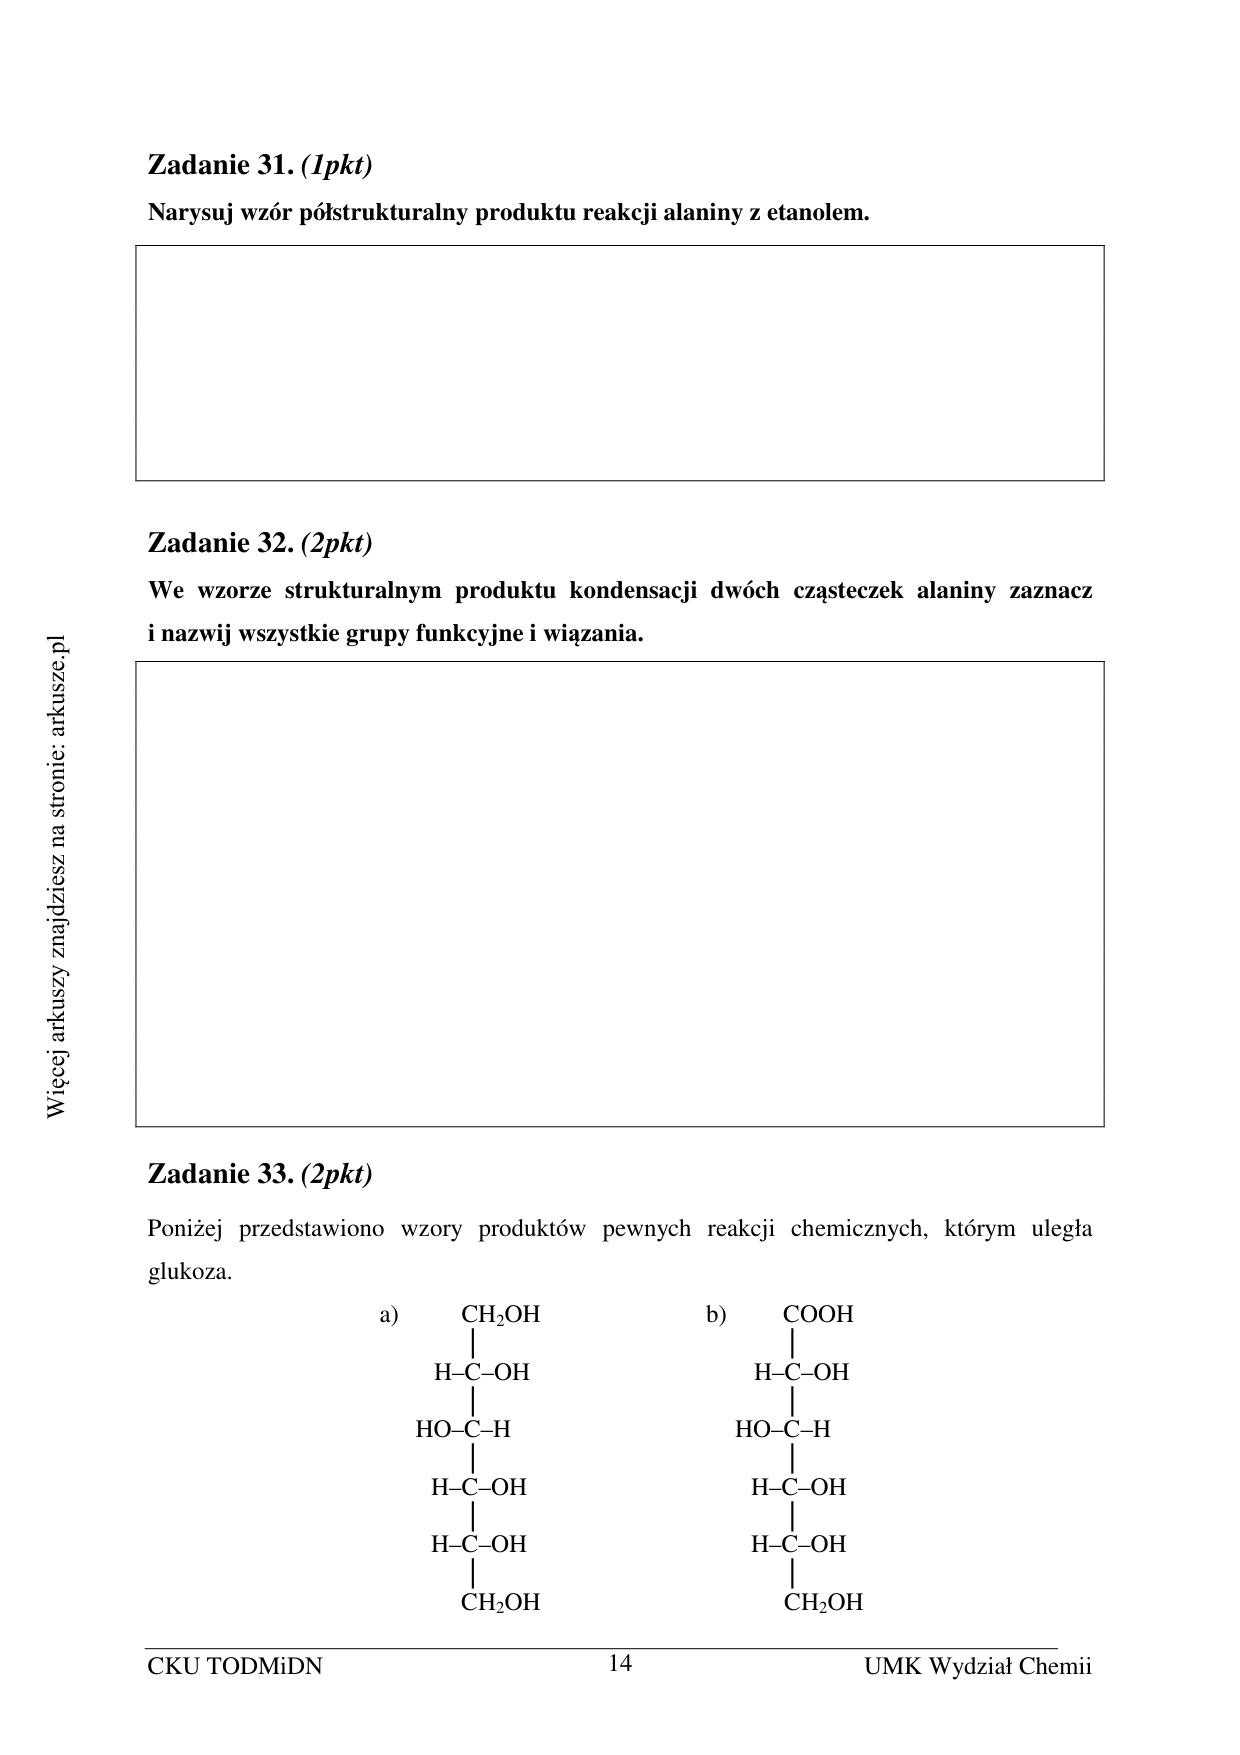 Zadanie 31. (1pkt)
Narysuj wzór półstrukturalny produktu reakcji alaniny z etanolem.
Zadanie 32. (2pkt)
We wzorze strukturalnym produktu kondensacji dwóch cząsteczek alaniny zaznacz
i nazwij wszystkie grupy funkcyjne i wiązania.
Więcej arkuszy znajdziesz na stronie: arkusze.pl
Zadanie 33. (2pkt)
Poniżej przedstawiono wzory produktów pewnych reakcji chemicznych, którym uległa
glukoza.
a) CH₂OH b) COOH
H–C–OH H–C–OH
HO–C–H HO–C–H
H–C–OH H–C–OH
H–C–OH H–C–OH
CH₂OH CH₂OH
CKU TODMiDN 14 UMK Wydział Chemii